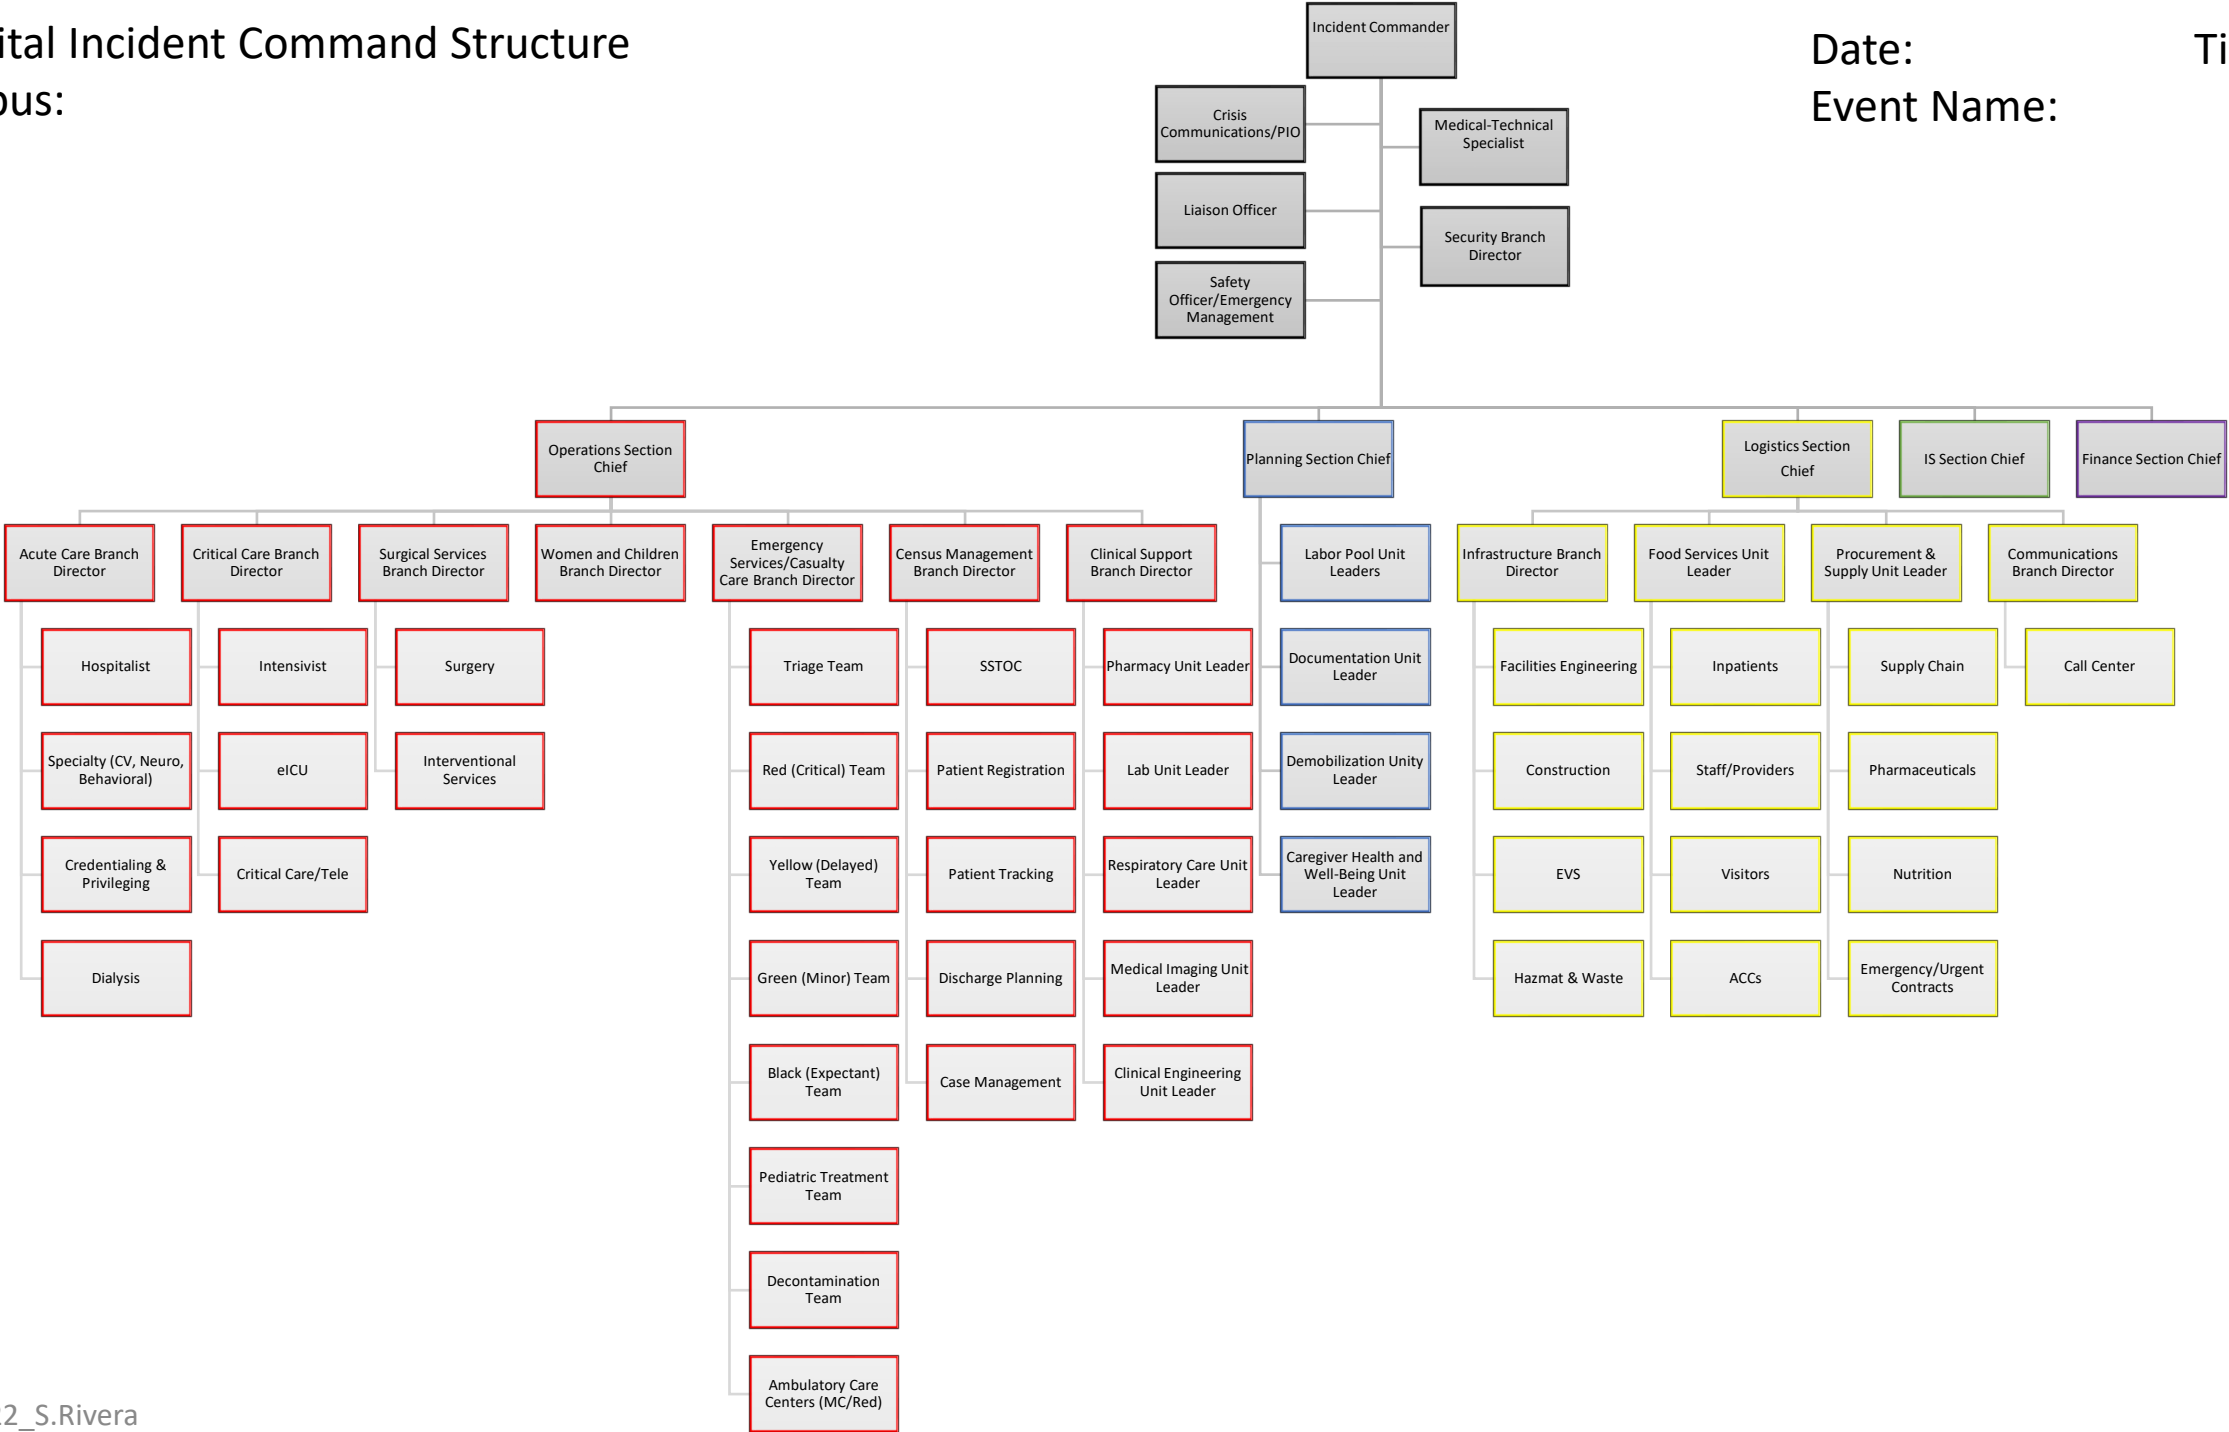 ital Incident Command Structure
ous:
Date:
Ti
Event Name:
Incident Commander
Crisis
Communications/PIO
Medical-Technical
Specialist
Liaison Officer
Security Branch
Director
Safety
Officer/Emergency
Management
Operations Section
Chief
Planning Section Chief
Logistics Section
Chief
IS Section Chief
Finance Section Chief
Acute Care Branch
Director
Critical Care Branch
Director
Surgical Services
Branch Director
Women and Children
Branch Director
Emergency
Services/Casualty
Care Branch Director
Census Management
Branch Director
Clinical Support
Branch Director
Labor Pool Unit
Leaders
Infrastructure Branch
Director
Food Services Unit
Leader
Procurement &
Supply Unit Leader
Communications
Branch Director
Hospitalist
Intensivist
Surgery
Triage Team
SSTOC
Pharmacy Unit Leader
Documentation Unit
Leader
Facilities Engineering
Inpatients
Supply Chain
Call Center
Specialty (CV, Neuro,
Behavioral)
eICU
Interventional
Services
Red (Critical) Team
Patient Registration
Lab Unit Leader
Demobilization Unity
Leader
Construction
Staff/Providers
Pharmaceuticals
Credentialing &
Privileging
Critical Care/Tele
Yellow (Delayed)
Team
Patient Tracking
Respiratory Care Unit
Leader
Caregiver Health and
Well-Being Unit
Leader
EVS
Visitors
Nutrition
Dialysis
Green (Minor) Team
Discharge Planning
Medical Imaging Unit
Leader
Hazmat & Waste
ACCs
Emergency/Urgent
Contracts
Black (Expectant)
Team
Case Management
Clinical Engineering
Unit Leader
Pediatric Treatment
Team
Decontamination
Team
Ambulatory Care
Centers (MC/Red)
22_S.Rivera